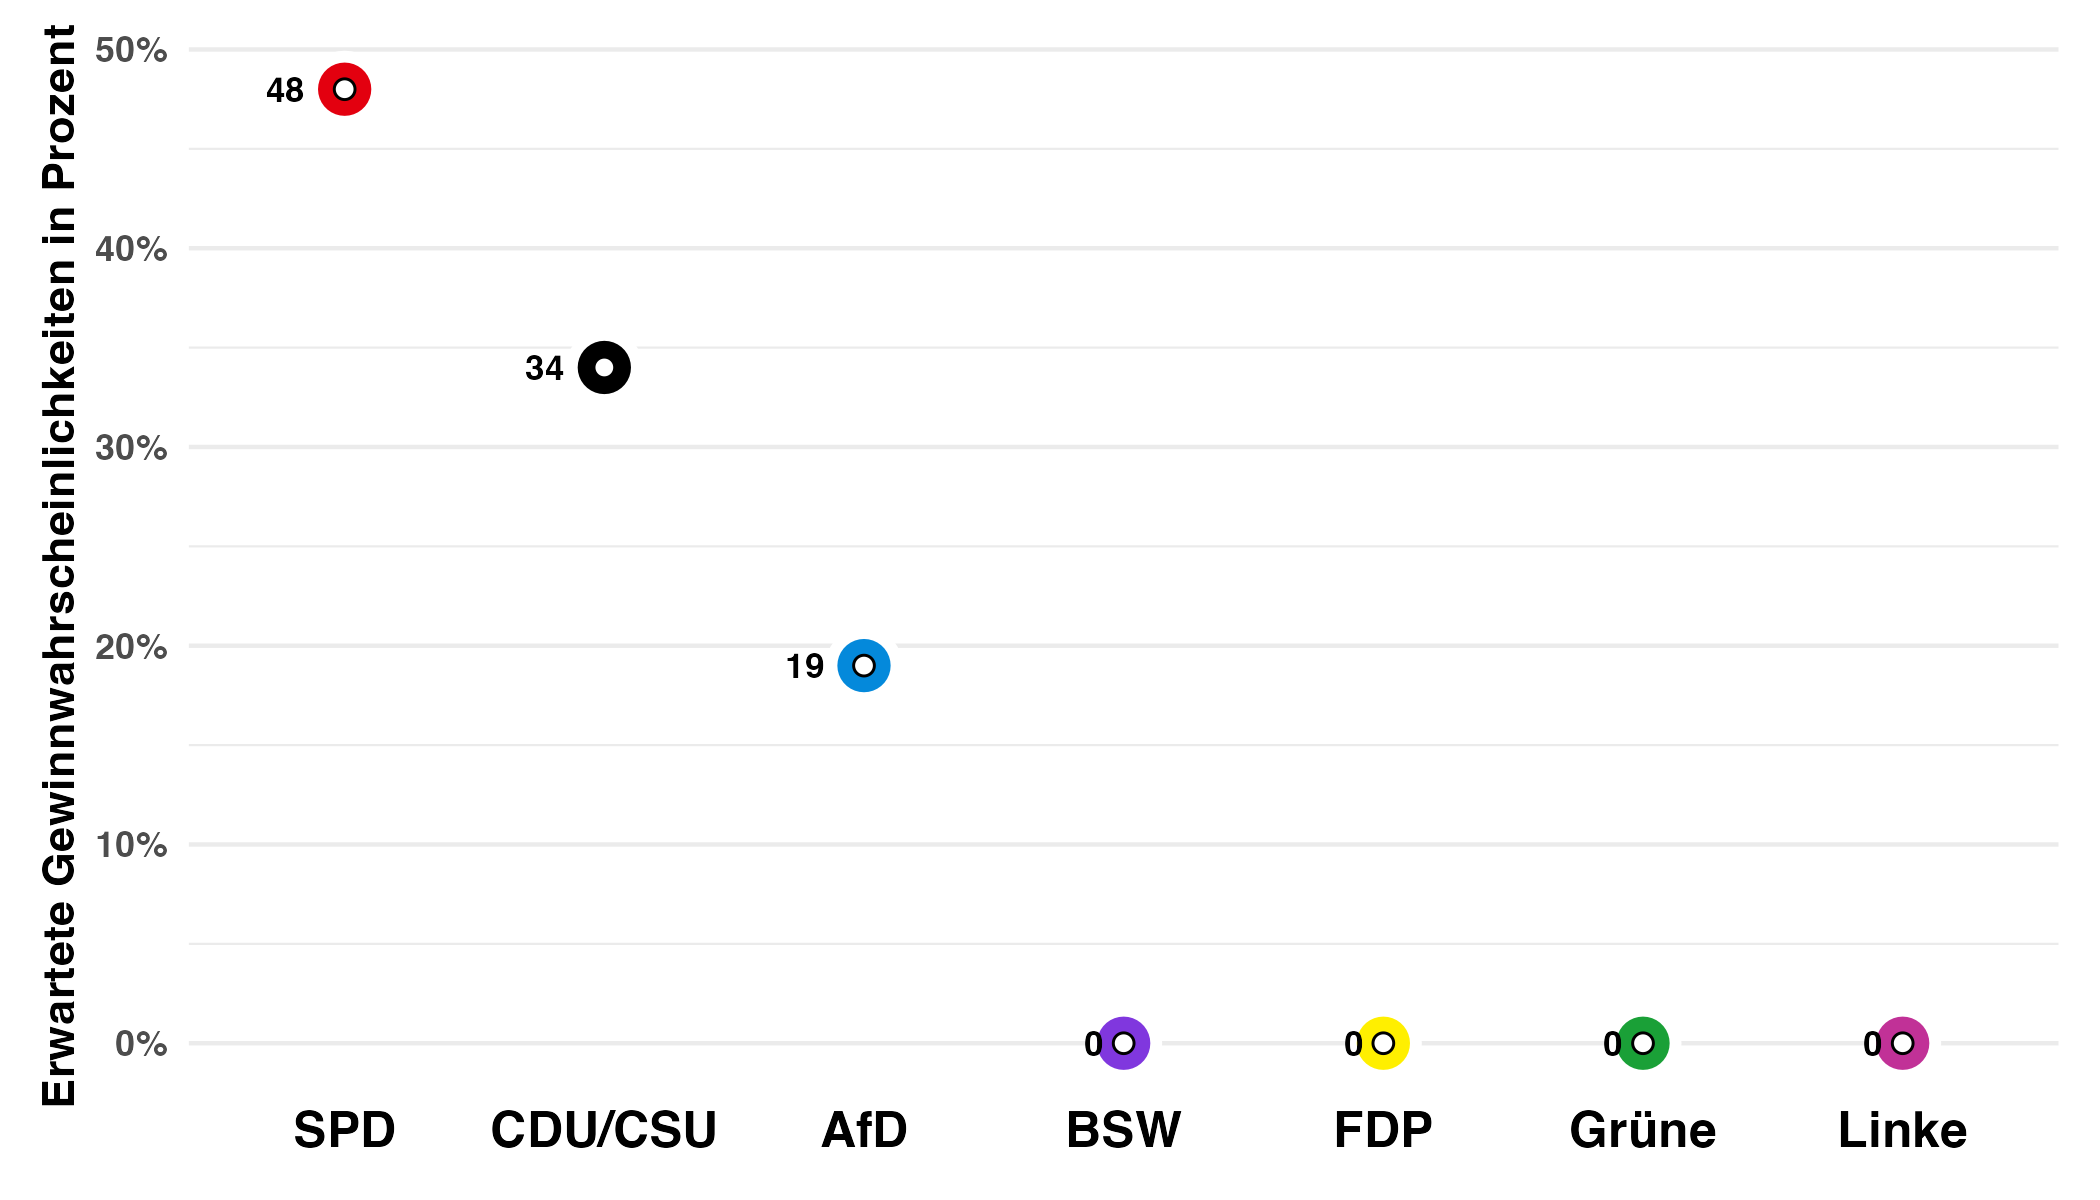 Erwartete Gewinnwahrscheinlichkeiten in Prozent
50%
40%
30%
20%
10%
0%
48
34
19
0
0
0
0
SPD
CDU/CSU
AfD
BSW
FDP
Grüne
Linke